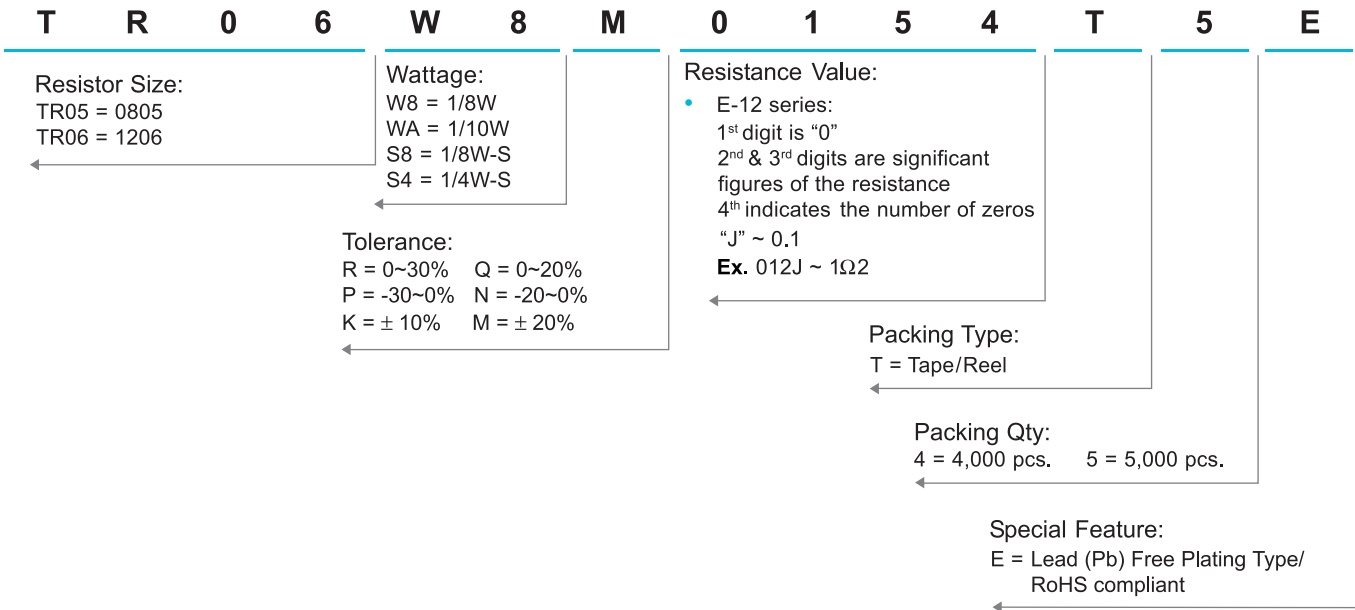 T R 0 6 W 8 M 0 1 5 4 T 5 E
Resistor Size:
TR05 = 0805
TR06 = 1206
Wattage:
W8 = 1/8W
WA = 1/10W
S8 = 1/8W-S
S4 = 1/4W-S
Tolerance:
R = 0~30% Q = 0~20%
P = -30~0% N = -20~0%
K = ± 10% M = ± 20%
Resistance Value:
• E-12 series:
1st digit is “0”
2nd & 3rd digits are significant
figures of the resistance
4th indicates the number of zeros
“J” ~ 0.1
Ex. 012J ~ 1Ω2
Packing Type:
T = Tape/Reel
Packing Qty:
4 = 4,000 pcs. 5 = 5,000 pcs.
Special Feature:
E = Lead (Pb) Free Plating Type/
RoHS compliant